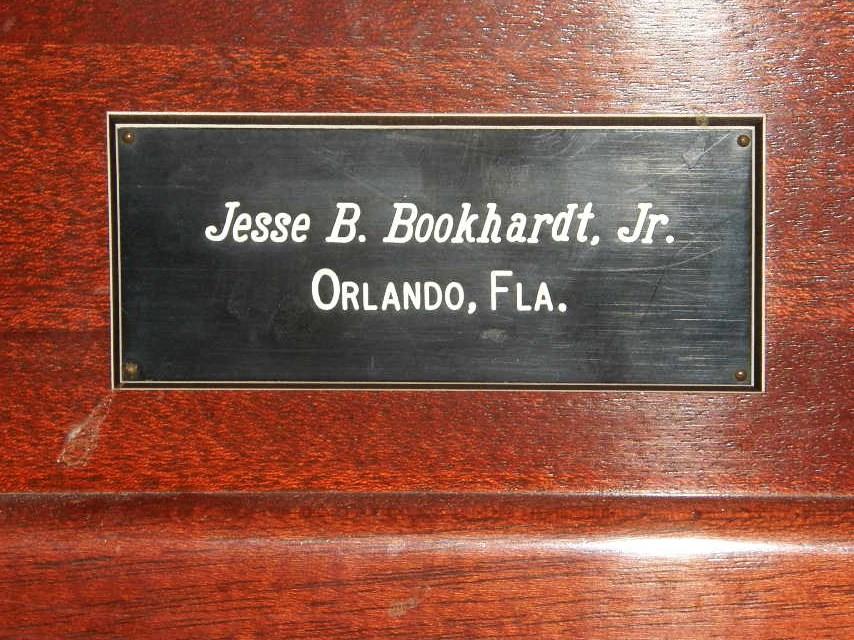 Jesse B. Bookhardt, Jr.
ORLANDO, FLA.